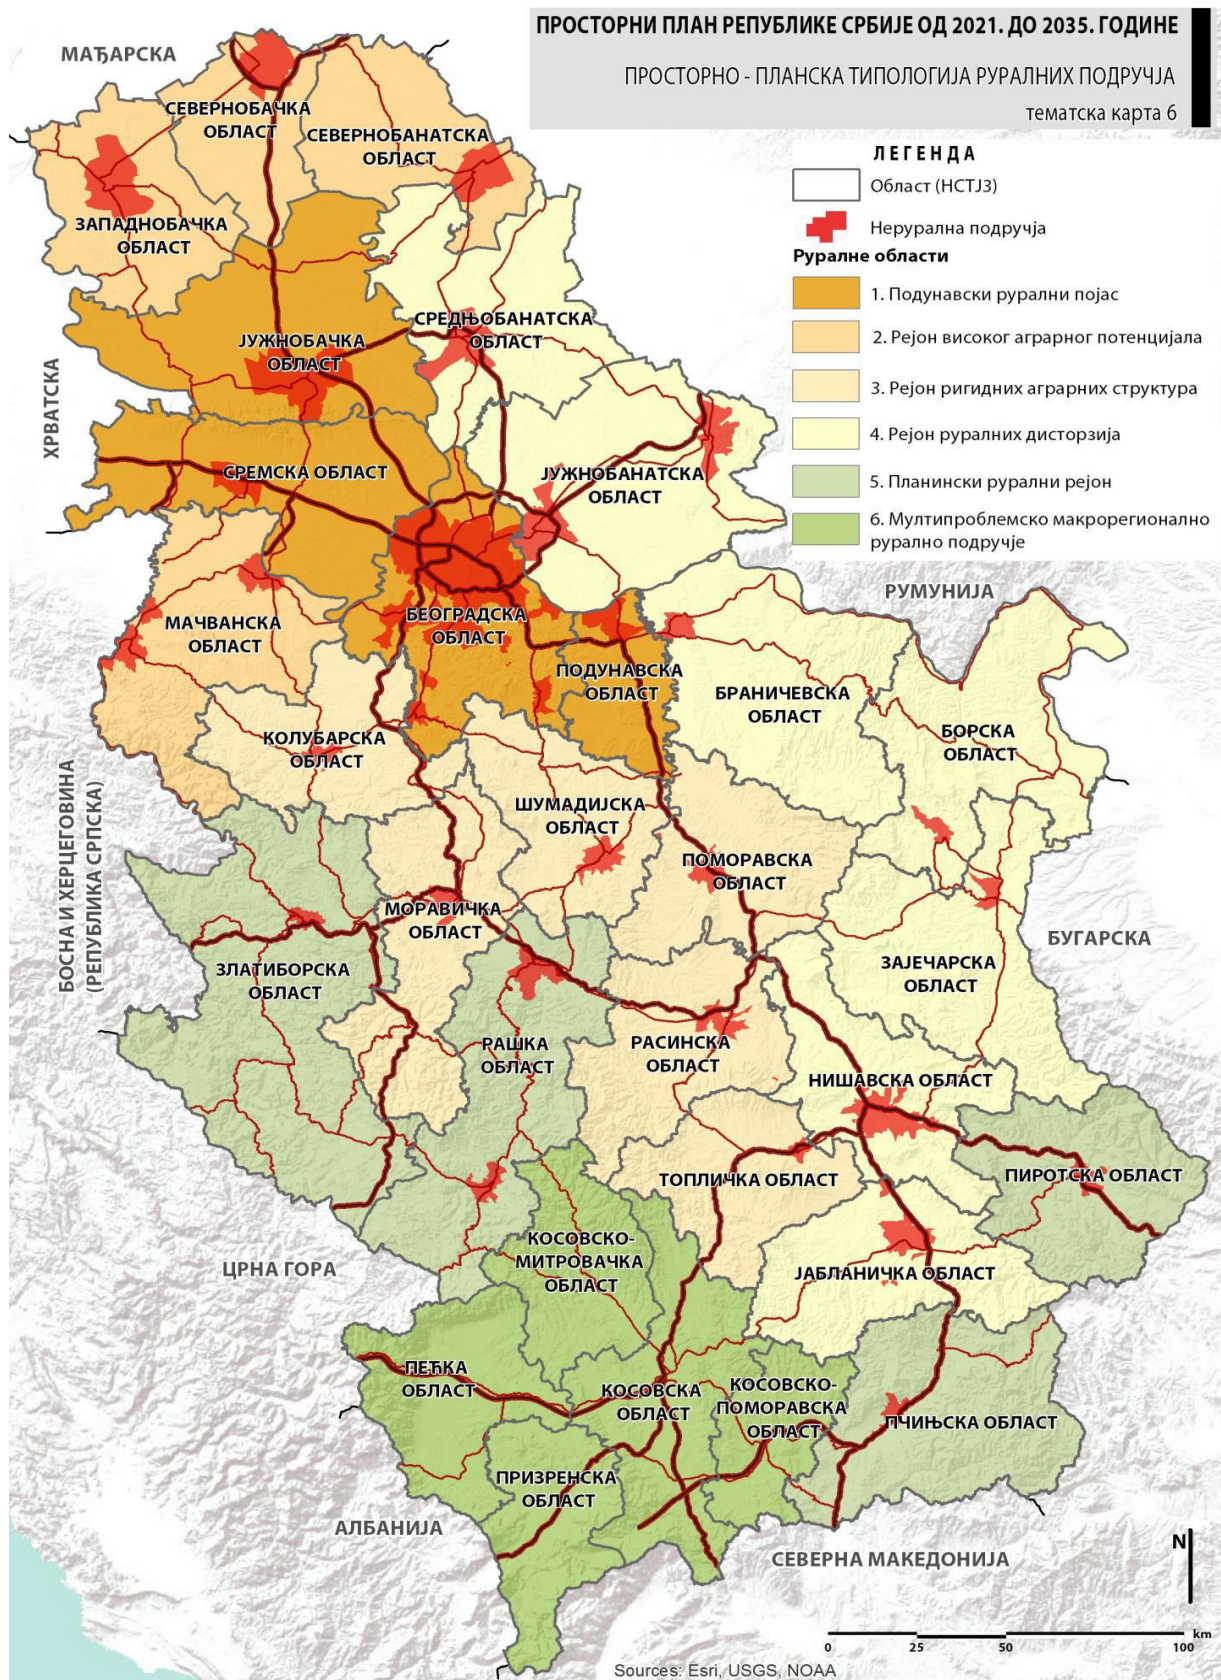 ПРОСТОРНИ ПЛАН РЕПУБЛИКЕ СРБИЈЕ ОД 2021. ДО 2035. ГОДИНЕ
ПРОСТОРНО - ПЛАНСКА ТИПОЛОГИЈА РУРАЛНИХ ПОДРУЧЈА
тематска карта 6
ЛЕГЕНДА
Област (НСТЈ3)
Нерурална подручја
Руралне области
1. Подунавски рурални појас
2. Рејон високог аграрног потенцијала
3. Рејон ригидних аграрних структура
4. Рејон руралних дисторзија
5. Планински рурални рејон
6. Мултипроблемско макрорегионално
рурално подручје
МАЂАРСКА
СЕВЕРНОБАЧКА
ОБЛАСТ
СЕВЕРНОБАНАТСКА
ОБЛАСТ
ЗАПАДНОБАЧКА
ОБЛАСТ
ЈУЖНОБАЧКА
ОБЛАСТ
СРЕДЊОБАНАТСКА
ОБЛАСТ
ХРВАТСКА
СРЕМСКА ОБЛАСТ
ЈУЖНОБАНАТСКА
ОБЛАСТ
РУМУНИЈА
МАЧВАНСКА
ОБЛАСТ
БЕОГРАДСКА
ОБЛАСТ
ПОДУНАВСКА
ОБЛАСТ
БРАНИЧЕВСКА
ОБЛАСТ
БОРСКА
ОБЛАСТ
КОЛУБАРСКА
ОБЛАСТ
БОСНА И ХЕРЦЕГОВИНА
(РЕПУБЛИКА СРПСКА)
ШУМАДИЈСКА
ОБЛАСТ
ПОМОРАВСКА
ОБЛАСТ
МОРАВИЧКА
ОБЛАСТ
БУГАРСКА
ЗЛАТИБОРСКА
ОБЛАСТ
ЗАЈЕЧАРСКА
ОБЛАСТ
РАШКА
ОБЛАСТ
РАСИНСКА
ОБЛАСТ
НИШАВСКА ОБЛАСТ
ТОПЛИЧКА ОБЛАСТ
ПИРОТСКА ОБЛАСТ
КОСОВСКО-
МИТРОВАЧКА
ОБЛАСТ
ЦРНА ГОРА
ЈАБЛАНИЧКА ОБЛАСТ
ПЕЋКА
ОБЛАСТ
КОСОВСКА
ОБЛАСТ
КОСОВСКО-
ПОМОРАВСКА
ОБЛАСТ
ПЧИЊСКА ОБЛАСТ
ПРИЗРЕНСКА
ОБЛАСТ
АЛБАНИЈА
СЕВЕРНА МАКЕДОНИЈА
N
km
0 25 50 100
Sources: Esri, USGS, NOAA